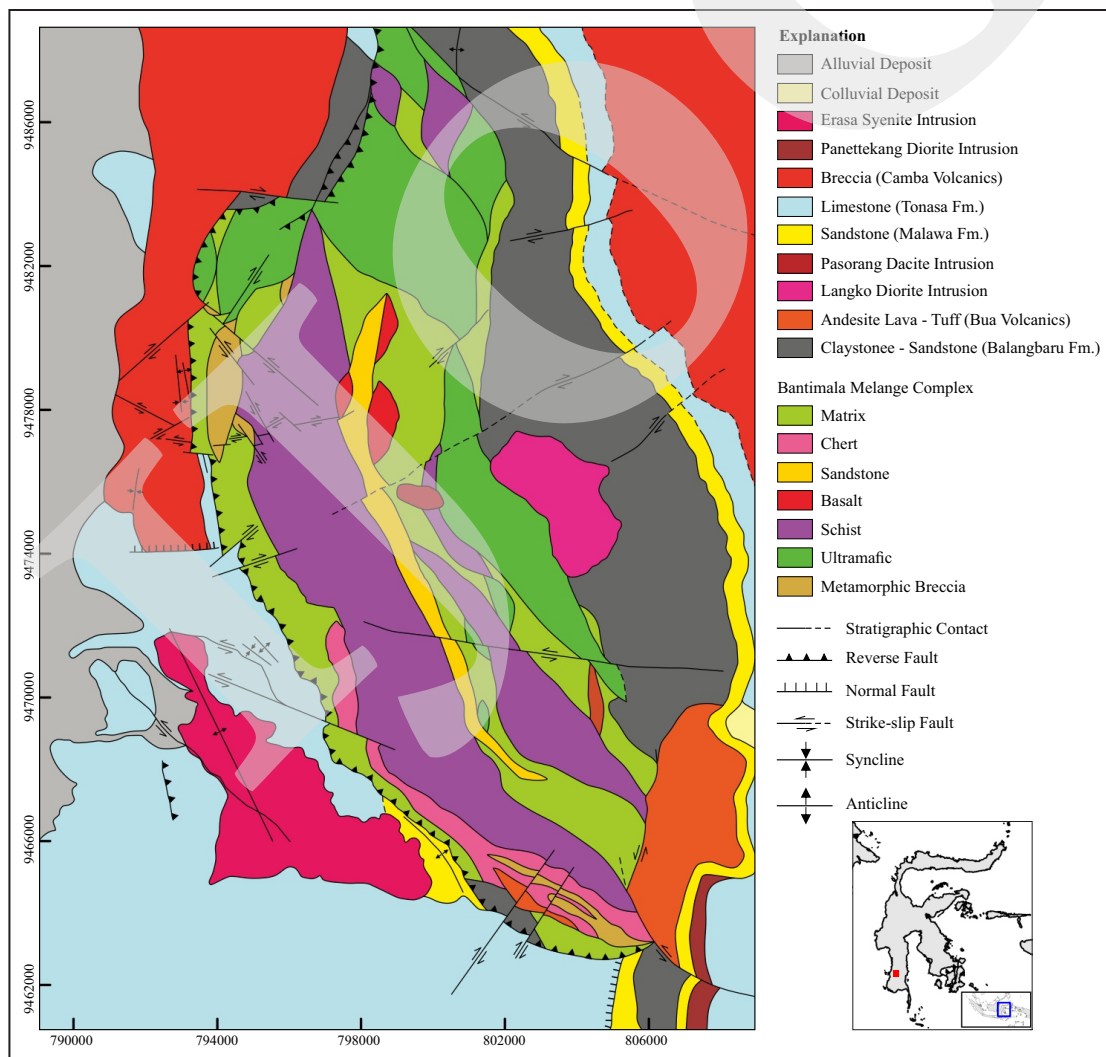 Explanation
Alluvial Deposit
Colluvial Deposit
Erasa Syenite Intrusion
Panettekang Diorite Intrusion
Breccia (Camba Volcanics)
Limestone (Tonasa Fm.)
Sandstone (Malawa Fm.)
Pasorang Dacite Intrusion
Langko Diorite Intrusion
Andesite Lava - Tuff (Bua Volcanics)
Claystonee - Sandstone (Balangbaru Fm.)
Bantimala Melange Complex
Matrix
Chert
Sandstone
Basalt
Schist
Ultramafic
Metamorphic Breccia
Stratigraphic Contact
Reverse Fault
Normal Fault
Strike-slip Fault
Syncline
Anticline
9486000
9482000
9478000
9474000
9470000
9466000
9462000
790000 794000 798000 802000 806000